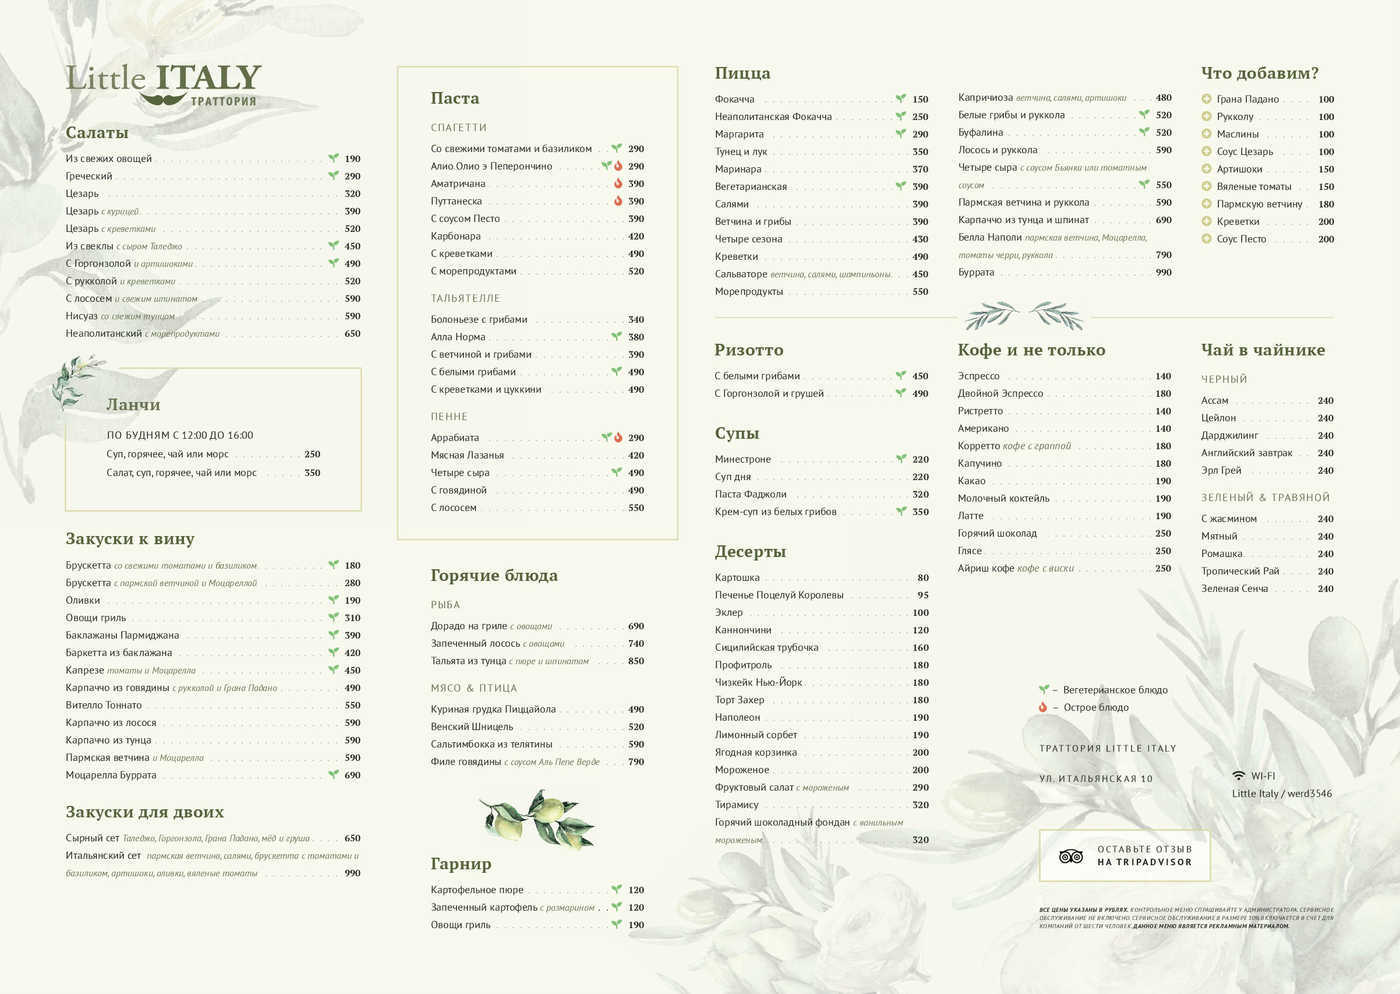 Little ITALY
ТРАТТОРИЯ
Салаты
Из свежих овощей 190
Греческий 290
Цезарь 320
Цезарь с курицей 390
Цезарь с креветками 520
Из свеклы с сыром Таледжо 450
С Горгонзолой и артишоками 490
С рукколой и креветками 520
С лососем и свежим шпинатом 590
Нисуаз со свежим тунцом 590
Неаполитанский с морепродуктами 650
Ланчи
ПО БУДНЯМ С 12:00 ДО 16:00
Суп, горячее, чай или морс 250
Салат, суп, горячее, чай или морс 350
Закуски к вину
Брускетта со свежими томатами и базиликом 180
Брускетта с пармской ветчиной и Моцареллой 280
Оливки 190
Овощи гриль 310
Баклажаны Пармиджана 390
Баркетта из баклажана 420
Капрезе томаты и Моцарелла 450
Карпаччо из говядины с рукколой и Грана Падано 490
Вителло Тоннато 550
Карпаччо из лосося 590
Карпаччо из тунца 590
Пармская ветчина и Моцарелла 590
Моцарелла Буррата 690
Закуски для двоих
Сырный сет Таледжо, Горгонзола, Грана Падано, мёд и груша 650
Итальянский сет пармская ветчина, салями, брускетта с томатами и
базиликом, артишоки, оливки, вяленые томаты 990
Паста
СПАГЕТТИ
Со свежими томатами и базиликом 290
Алио.Олио э Пеперончино 290
Аматричана 390
Путтанеска 390
С соусом Песто 390
Карбонара 420
С креветками 490
С морепродуктами 520
ТАЛЬЯТЕЛЛЕ
Болоньезе с грибами 340
Алла Норма 380
С ветчиной и грибами 390
С белыми грибами 490
С креветками и цуккини 490
ПЕННЕ
Аррабиата 290
Мясная Лазанья 420
Четыре сыра 490
С говядиной 490
С лососем 550
Горячие блюда
РЫБА
Дорадо на гриле с овощами 690
Запеченный лосось с овощами 740
Тальята из тунца с пюре и шпинатом 850
МЯСО & ПТИЦА
Куриная грудка Пиццайола 490
Венский Шницель 520
Сальтимбокка из телятины 590
Филе говядины с соусом Аль Пепе Верде 790
Гарнир
Картофельное пюре 120
Запеченный картофель с розмарином 120
Овощи гриль 190
Пицца
Фокачча 150
Неаполитанская Фокачча 250
Маргарита 290
Тунец и лук 350
Маринара 370
Вегетарианская 390
Салями 390
Ветчина и грибы 390
Четыре сезона 430
Креветки 490
Сальваторе ветчина, салями, шампиньоны 450
Морепродукты 550
Капричиоза ветчина, салями, артишоки 480
Белые грибы и руккола 520
Буфалина 520
Лосось и руккола 590
Четыре сыра с соусом Бьянка или томатным
соусом 550
Пармская ветчина и руккола 590
Карпаччо из тунца и шпинат 690
Белла Наполи пармская ветчина, Моцарелла,
томаты черри, руккола 790
Буррата 990
Что добавим?
Грана Падано 100
Рукколу 100
Маслины 100
Соус Цезарь 100
Артишоки 150
Вяленые томаты 150
Пармскую ветчину 180
Креветки 200
Соус Песто 200
Ризотто
С белыми грибами 450
С Горгонзолой и грушей 490
Супы
Минестроне 220
Суп дня 220
Паста Фаджоли 320
Крем-суп из белых грибов 350
Десерты
Картошка 80
Печенье Поцелуй Королевы 95
Эклер 100
Каннончини 120
Сицилийская трубочка 160
Профитроль 180
Чизкейк Нью-Йорк 180
Торт Захер 180
Наполеон 190
Лимонный сорбет 190
Ягодная корзинка 200
Мороженое 200
Фруктовый салат с мороженым 290
Тирамису 320
Горячий шоколадный фондан с ванильным
мороженым 320
Кофе и не только
Эспрессо 140
Двойной Эспрессо 180
Ристретто 140
Американо 140
Корретто кофе с граппой 180
Капучино 180
Какао 190
Молочный коктейль 190
Латте 190
Горячий шоколад 250
Глясе 250
Айриш кофе кофе с виски 250
Чай в чайнике
ЧЕРНЫЙ
Ассам 240
Цейлон 240
Дарджилинг 240
Английский завтрак 240
Эрл Грей 240
ЗЕЛЕНЫЙ & ТРАВЯНОЙ
С жасмином 240
Мятный 240
Ромашка 240
Тропический Рай 240
Зеленая Сенча 240
– Вегетерианское блюдо
– Острое блюдо
ТРАТТОРИЯ LITTLE ITALY
УЛ. ИТАЛЬЯНСКАЯ 10
WI-FI
Little Italy / werd3546
ОСТАВЬТЕ ОТЗЫВ
НА TRIPADVISOR
ВСЕ ЦЕНЫ УКАЗАНЫ В РУБЛЯХ. КОНТРОЛЬНОЕ МЕНЮ СПРАШИВАЙТЕ У АДМИНИСТРАТОРА. СЕРВИСНОЕ
ОБСЛУЖИВАНИЕ НЕ ВКЛЮЧЕНО. СЕРВИСНОЕ ОБСЛУЖИВАНИЕ В РАЗМЕРЕ 10% ВКЛЮЧАЕТСЯ В СЧЕТ ДЛЯ
КОМПАНИЙ ОТ ШЕСТИ ЧЕЛОВЕК. ДАННОЕ МЕНЮ ЯВЛЯЕТСЯ РЕКЛАМНЫМ МАТЕРИАЛОМ.